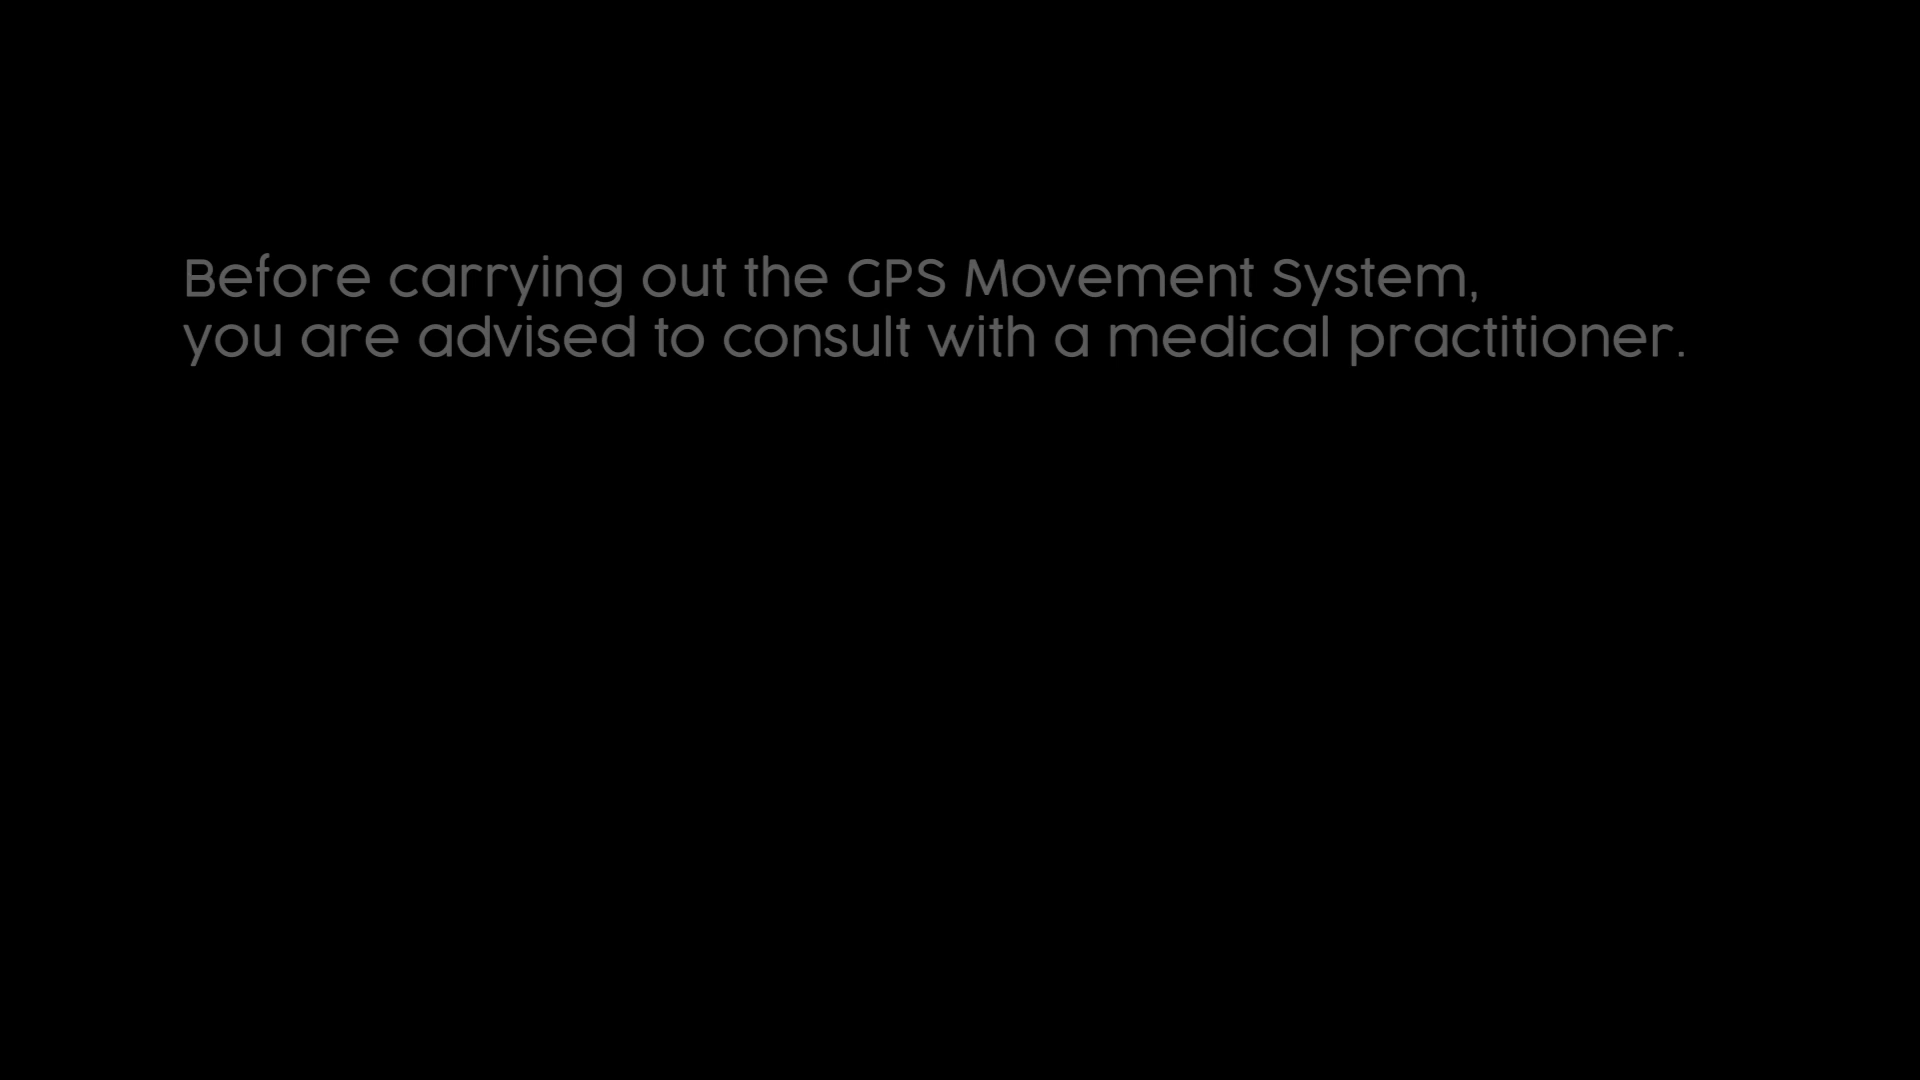 Before carrying out the GPS Movement System,
you are advised to consult with a medical practitioner.